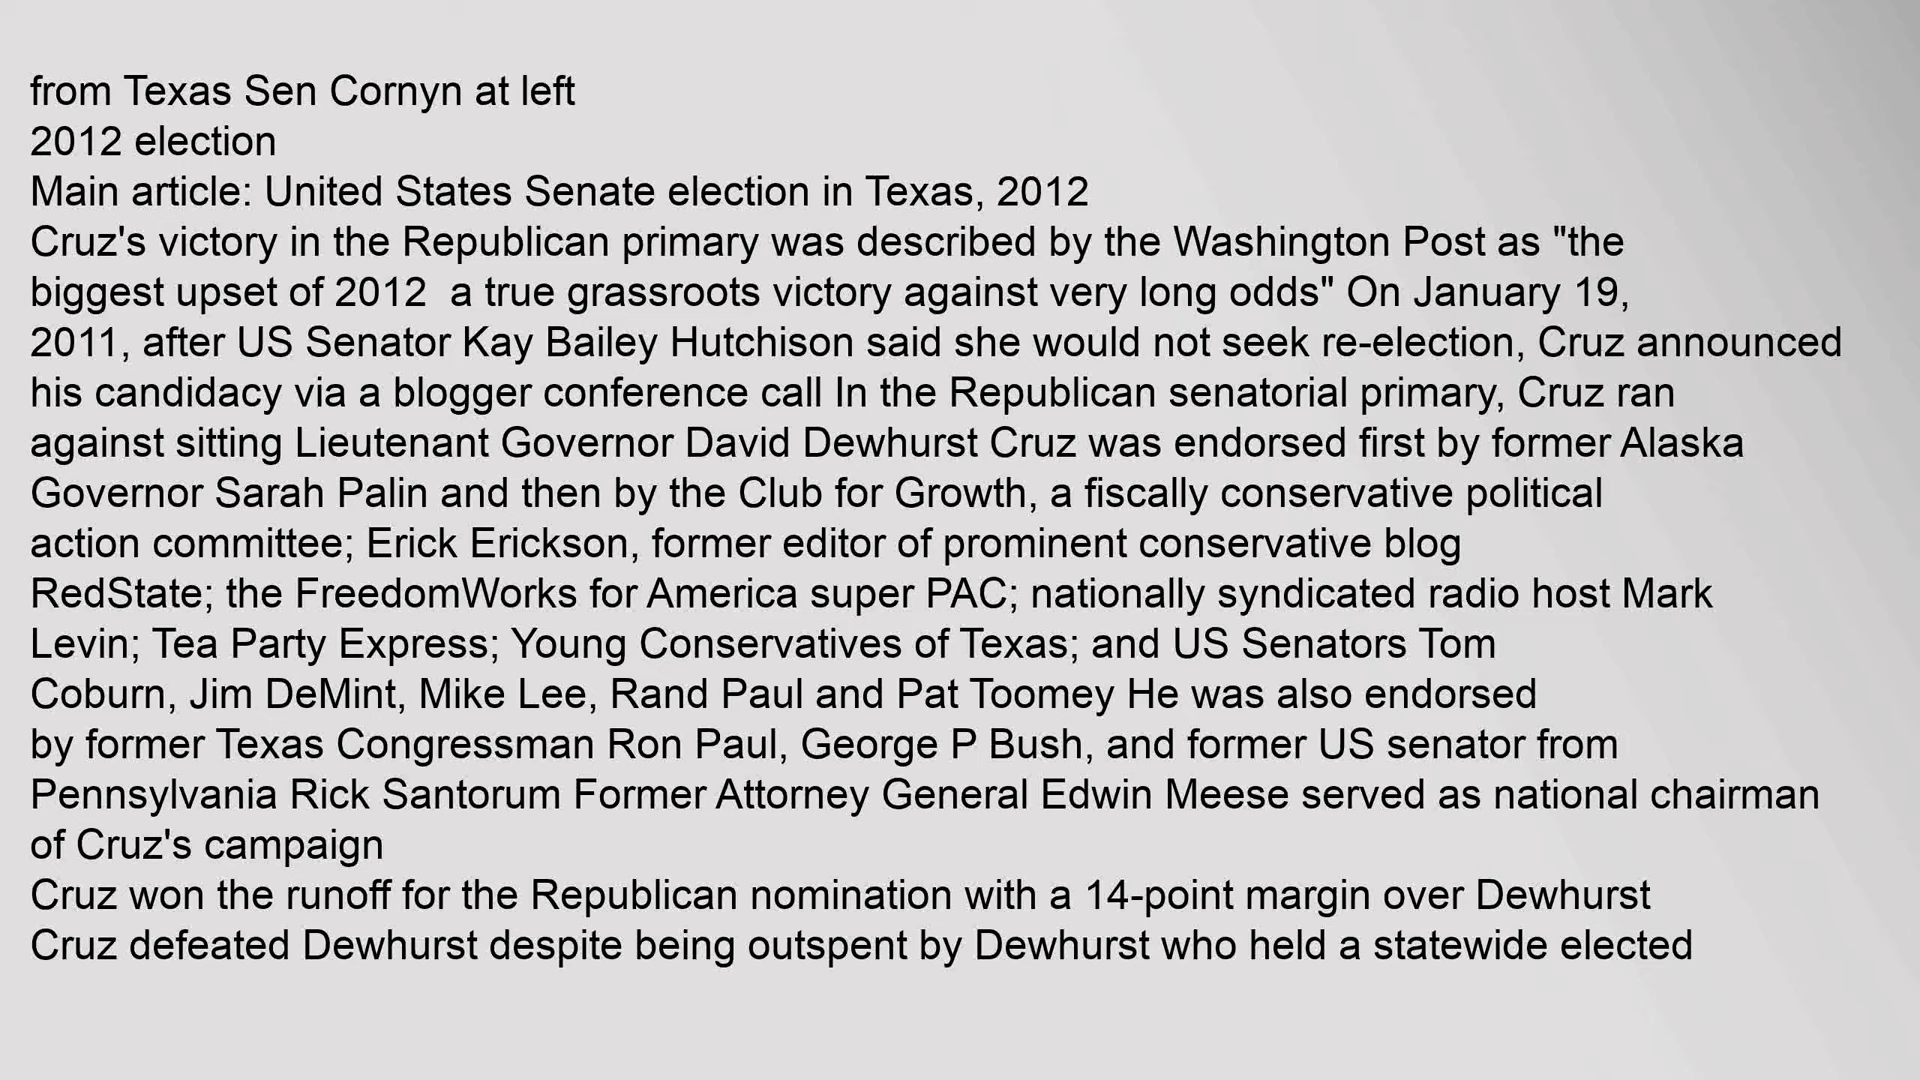 from Texas Sen Cornyn at left
2012 election
Main article: United States Senate election in Texas, 2012
Cruz's victory in the Republican primary was described by the Washington Post as "the
biggest upset of 2012  a true grassroots victory against very long odds" On January 19,
2011, after US Senator Kay Bailey Hutchison said she would not seek re-election, Cruz announced
his candidacy via a blogger conference call In the Republican senatorial primary, Cruz ran
against sitting Lieutenant Governor David Dewhurst Cruz was endorsed first by former Alaska
Governor Sarah Palin and then by the Club for Growth, a fiscally conservative political
action committee; Erick Erickson, former editor of prominent conservative blog
RedState; the FreedomWorks for America super PAC; nationally syndicated radio host Mark
Levin; Tea Party Express; Young Conservatives of Texas; and US Senators Tom
Coburn, Jim DeMint, Mike Lee, Rand Paul and Pat Toomey He was also endorsed
by former Texas Congressman Ron Paul, George P Bush, and former US senator from
Pennsylvania Rick Santorum Former Attorney General Edwin Meese served as national chairman
of Cruz's campaign
Cruz won the runoff for the Republican nomination with a 14-point margin over Dewhurst
Cruz defeated Dewhurst despite being outspent by Dewhurst who held a statewide elected